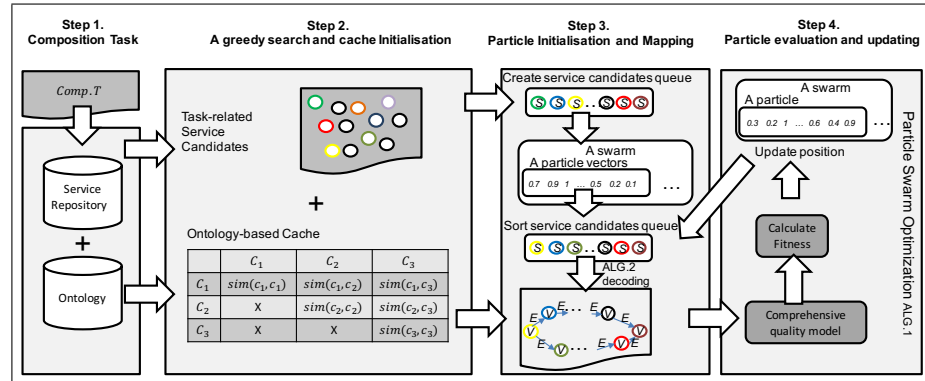 Step 1.
Composition Task
Step 2.
A greedy search and cache Initialisation
Step 3.
Particle Initialisation and Mapping
Step 4.
Particle evaluation and updating
Comp.T
Service
Repository
+
Ontology
Task-related
Service
Candidates
+
Ontology-based Cache
C1 C2 C3
C1 sim(c1,c1) sim(c1,c2) sim(c1,c3)
C2 X sim(c2,c2) sim(c2,c3)
C3 X X sim(c3,c3)
Create service candidates queue
S S S .. S S S
A swarm
A particle vectors
0.7 0.9 1 ... 0.5 0.2 0.1
...
Sort service candidates queue
S S S .. S S S
ALG.2
decoding
E V E ... V E
V V
E V E ... E V E
A swarm
A particle
0.3 0.2 1 ... 0.6 0.4 0.9
...
Update position
Calculate
Fitness
Comprehensive
quality model
Particle Swarm Optimization ALG.1